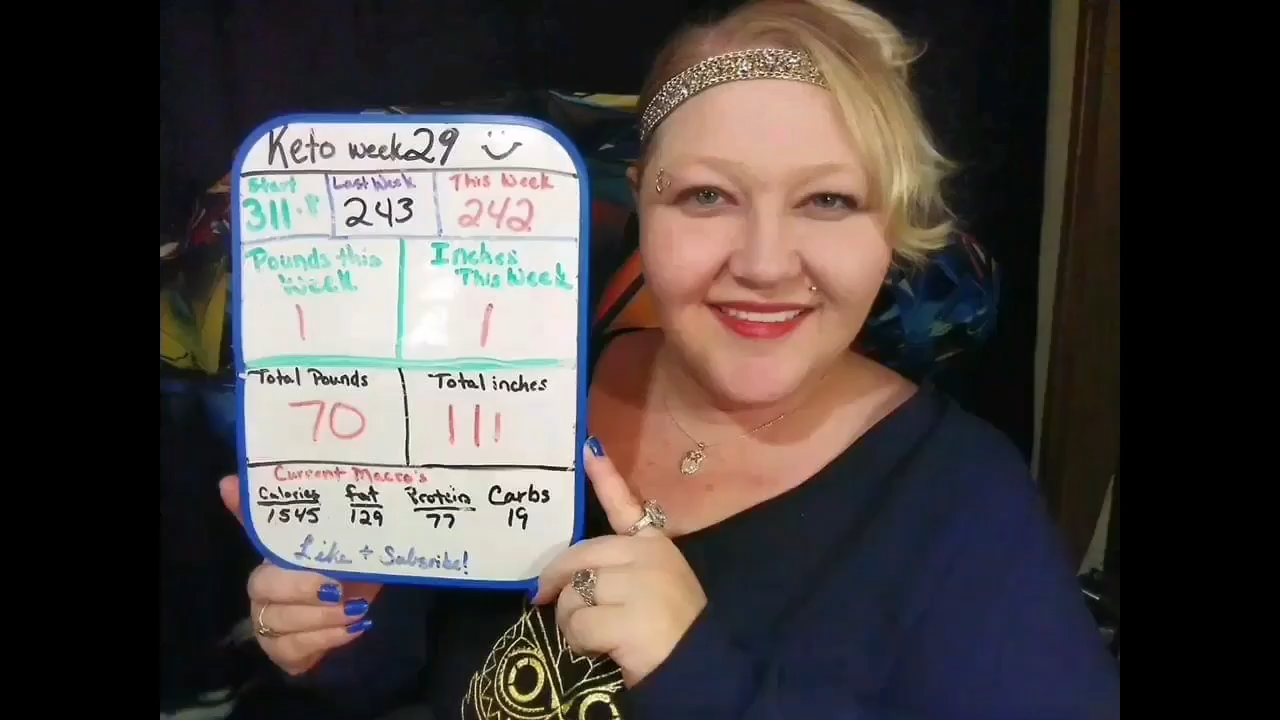 Keto week 29
Start Last Week This Week
311.8 243 242
Pounds this Week
Inches This Week
1 1
Total Pounds Total inches
70 111
Current Macro's
Calories fat Protein Carbs
1545 129 77 19
Like + Subsribe!